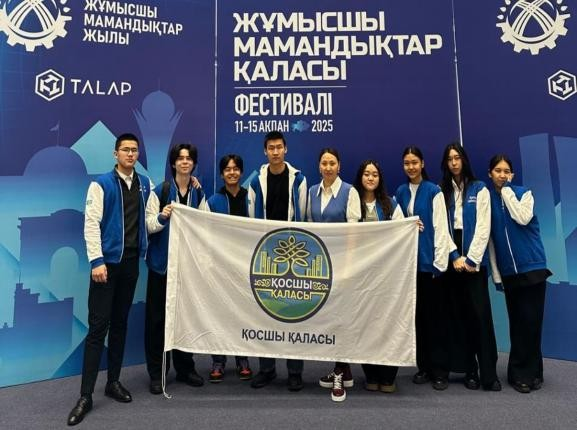 ЖҰМЫСШЫ
МАМАНДЫҚТАР
ЖЫЛЫ
TALAP
ЖҰМЫСШЫ
МАМАНДЫҚТАР
ҚАЛАСЫ
ФЕСТИВАЛІ
11-15 АҚПАН 2025
ҚОСШЫ
ҚАЛАСЫ
ҚОСШЫ ҚАЛАСЫ